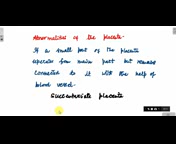 Abnormalities of the placenta-
If a small part of the placenta
seperates from main part but remains
connected to it with the help of
blood vessel-
Succenturiate placenta